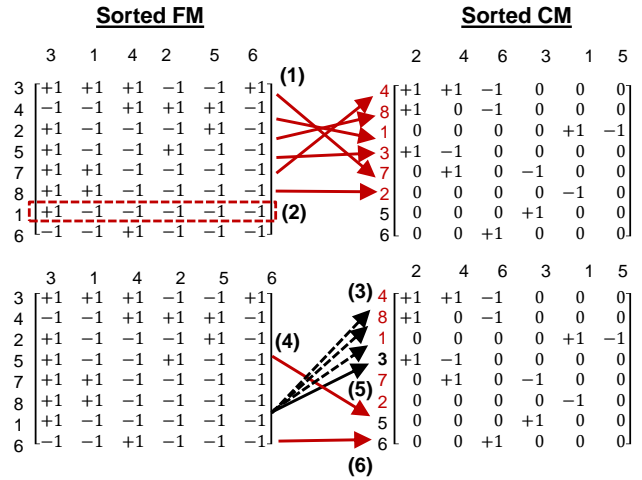 Sorted FM Sorted CM
3 1 4 2 5 6 2 4 6 3 1 5
3 +1 +1 +1 −1 −1 +1 (1) 4 +1 +1 −1 0 0 0
4 −1 −1 +1 +1 +1 −1 8 +1 0 −1 0 0 0
2 +1 −1 −1 −1 +1 −1 1 0 0 0 0 +1 −1
5 +1 −1 −1 +1 −1 −1 3 +1 −1 0 0 0 0
7 +1 +1 −1 −1 −1 −1 7 0 +1 0 −1 0 0
8 +1 +1 −1 −1 −1 −1 2 0 0 0 0 −1 0
1 +1 −1 −1 −1 −1 −1 (2) 5 0 0 0 +1 0 0
6 −1 −1 +1 −1 −1 −1 6 0 0 +1 0 0 0
3 1 4 2 5 6 2 4 6 3 1 5
3 +1 +1 +1 −1 −1 +1 (3) 4 +1 +1 −1 0 0 0
4 −1 −1 +1 +1 +1 −1 8 +1 0 −1 0 0 0
2 +1 −1 −1 −1 +1 −1 (4) 1 0 0 0 0 +1 −1
5 +1 −1 −1 +1 −1 −1 3 +1 −1 0 0 0 0
7 +1 +1 −1 −1 −1 −1 (5) 7 0 +1 0 −1 0 0
8 +1 +1 −1 −1 −1 −1 2 0 0 0 0 −1 0
1 +1 −1 −1 −1 −1 −1 5 0 0 0 +1 0 0
6 −1 −1 +1 −1 −1 −1 6 0 0 +1 0 0 0
(6)